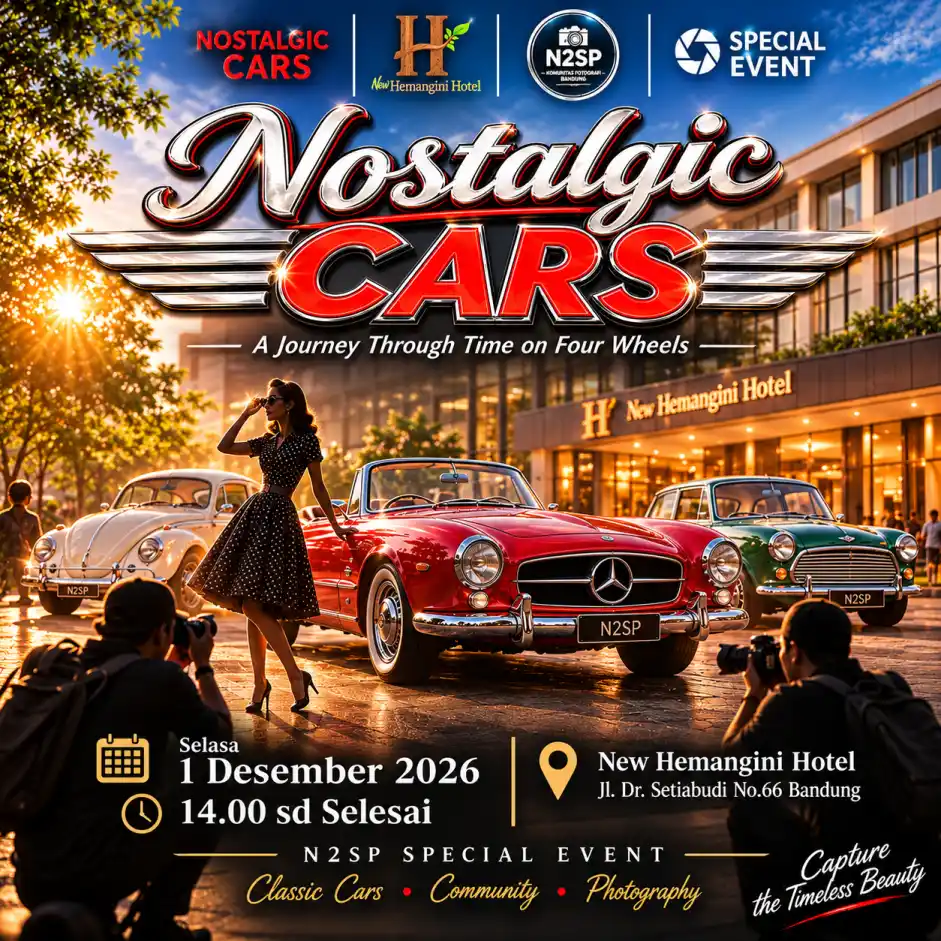 NOSTALGIC
CARS
H
New Hemangini Hotel
N2SP
KOMUNITAS FOTOGRAFI
BANDUNG
SPECIAL
EVENT
Nostalgic
CARS
A Journey Through Time on Four Wheels
H New Hemangini Hotel
N2SP
N2SP
N2SP
Selasa
1 Desember 2026
14.00 sd Selesai
New Hemangini Hotel
Jl. Dr. Setiabudi No.66 Bandung
N2SP SPECIAL EVENT
Classic Cars • Community • Photography
Capture
the Timeless Beauty